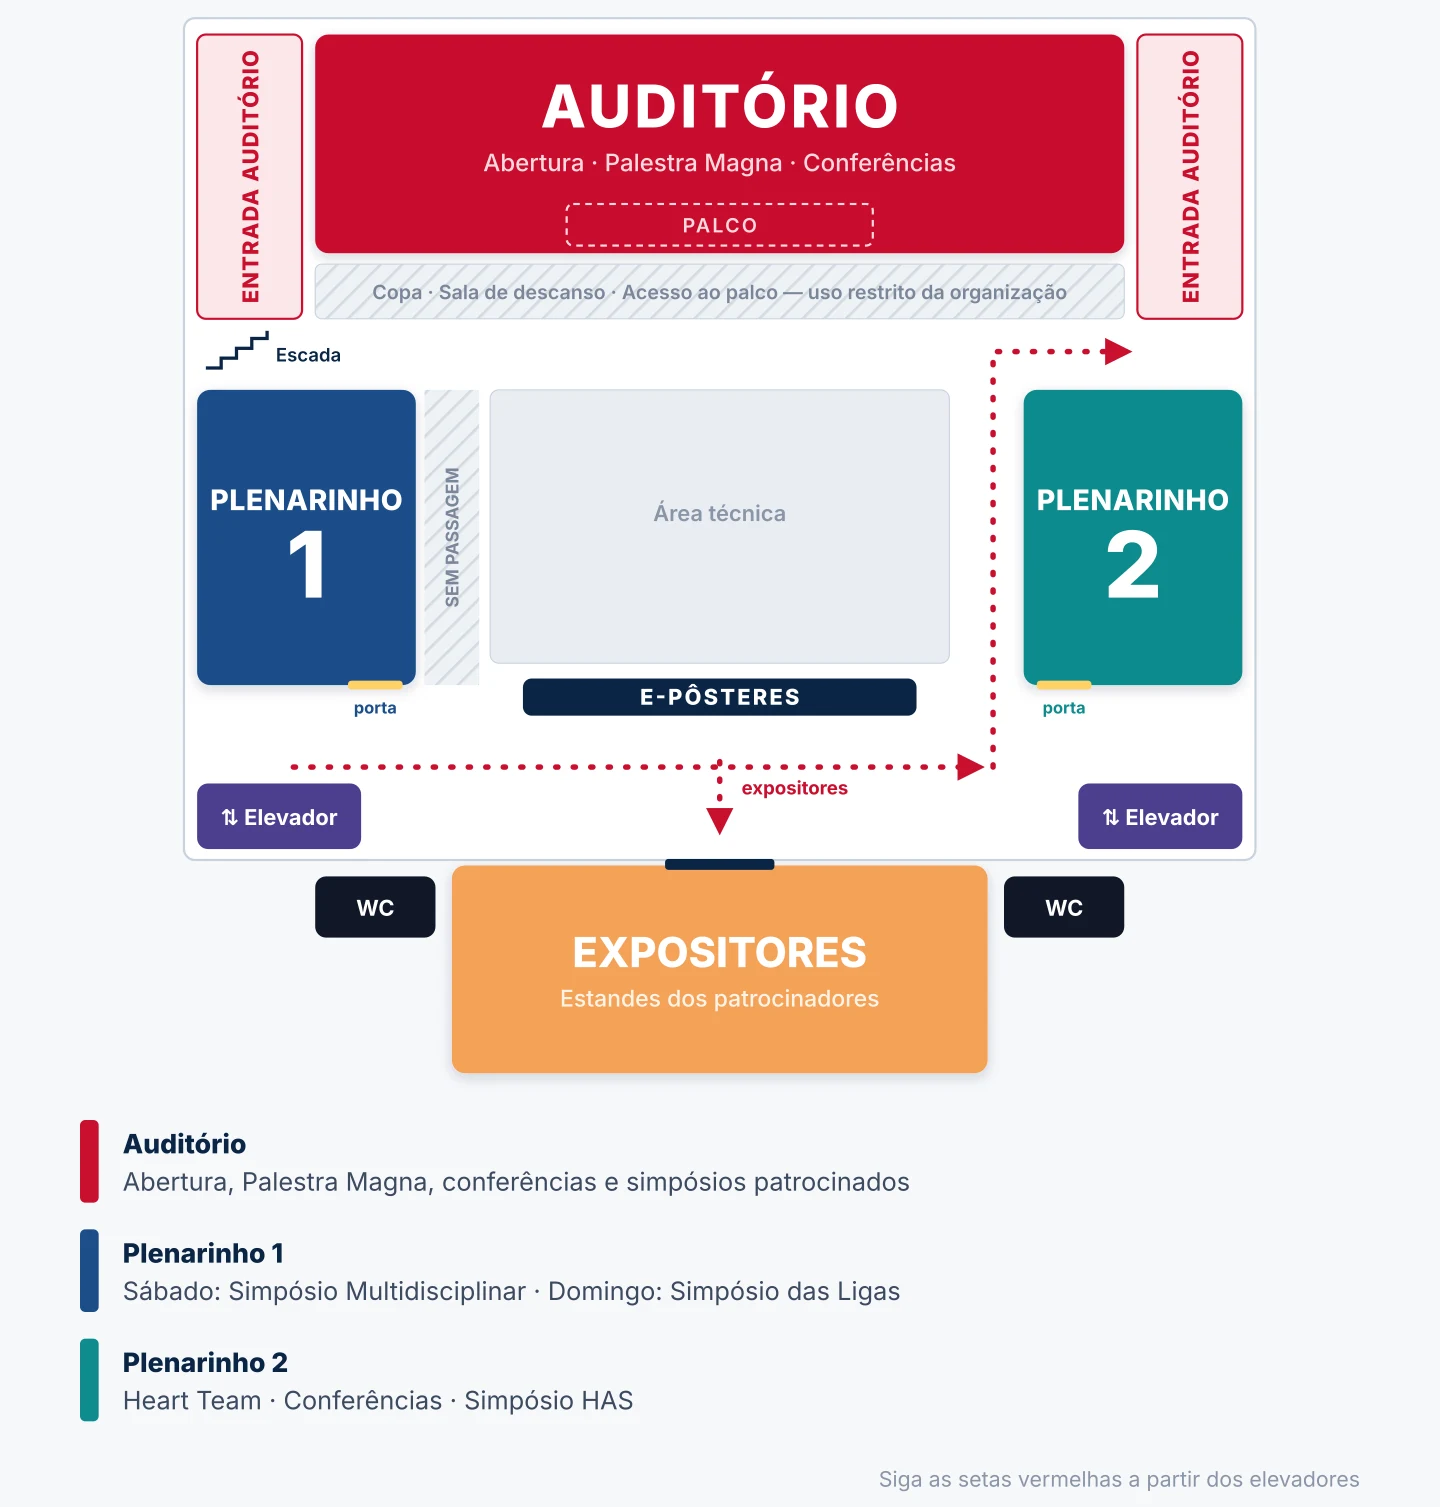 ENTRADA AUDITÓRIO
AUDITÓRIO
Abertura · Palestra Magna · Conferências
PALCO
ENTRADA AUDITÓRIO
Copa · Sala de descanso · Acesso ao palco — uso restrito da organização
Escada
PLENARINHO
1
SEM PASSAGEM
Área técnica
PLENARINHO
2
E-PÔSTERES
porta
porta
expositores
⇅ Elevador
⇅ Elevador
WC
WC
EXPOSITORES
Estandes dos patrocinadores
Auditório
Abertura, Palestra Magna, conferências e simpósios patrocinados
Plenarinho 1
Sábado: Simpósio Multidisciplinar · Domingo: Simpósio das Ligas
Plenarinho 2
Heart Team · Conferências · Simpósio HAS
Siga as setas vermelhas a partir dos elevadores